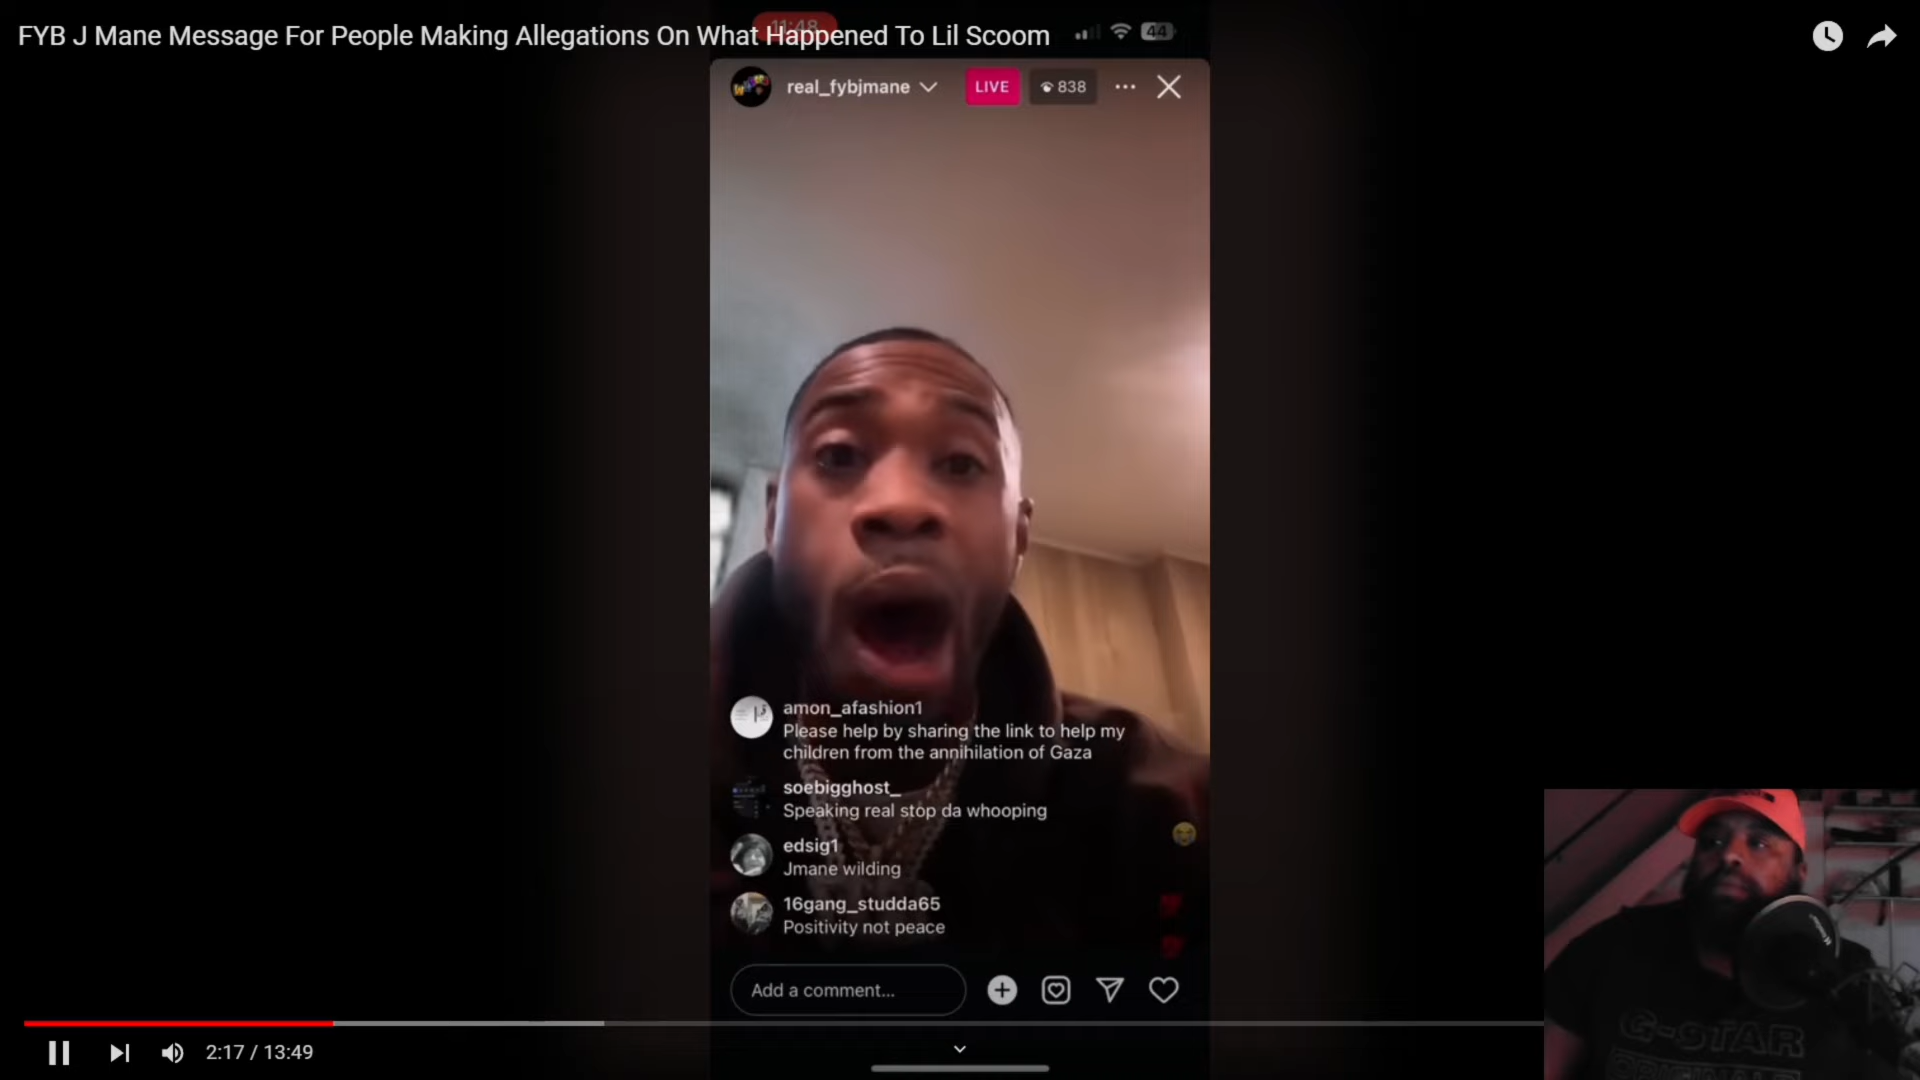 FYB J Mane Message For People Making Allegations On What Happened To Lil Scoom
11:48
44
real_fybjmane
LIVE
838
amon_afashion1
Please help by sharing the link to help my
children from the annihilation of Gaza
soebigghost_
Speaking real stop da whooping
edsig1
Jmane wilding
16gang_studda65
Positivity not peace
Add a comment...
2:17 / 13:49
G-STAR